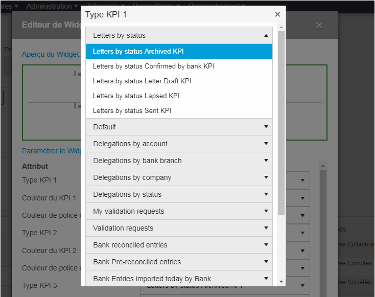 Administration
Type KPI 1
×
Editeur de Widget
×
Letters by status
Aperçu du Widget
Letters by status Archived KPI
Letters by status Confirmed by bank KPI
Letters by status Letter Draft KPI
Letters by status Lapsed KPI
Letters by status Sent KPI
Default
Delegations by account
Paramétrer le Widg
Delegations by bank branch
Attribut
Delegations by company
Type KPI 1
Delegations by status
Couleur du KPI 1
My validation requests
Couleur de police
Validation requests
Type KPI 2
Bank reconciled entries
Couleur du KPI 2
Bank Pre-reconciled entries
Couleur de police
Bank Entries imported today by Bank
Type KPI 3